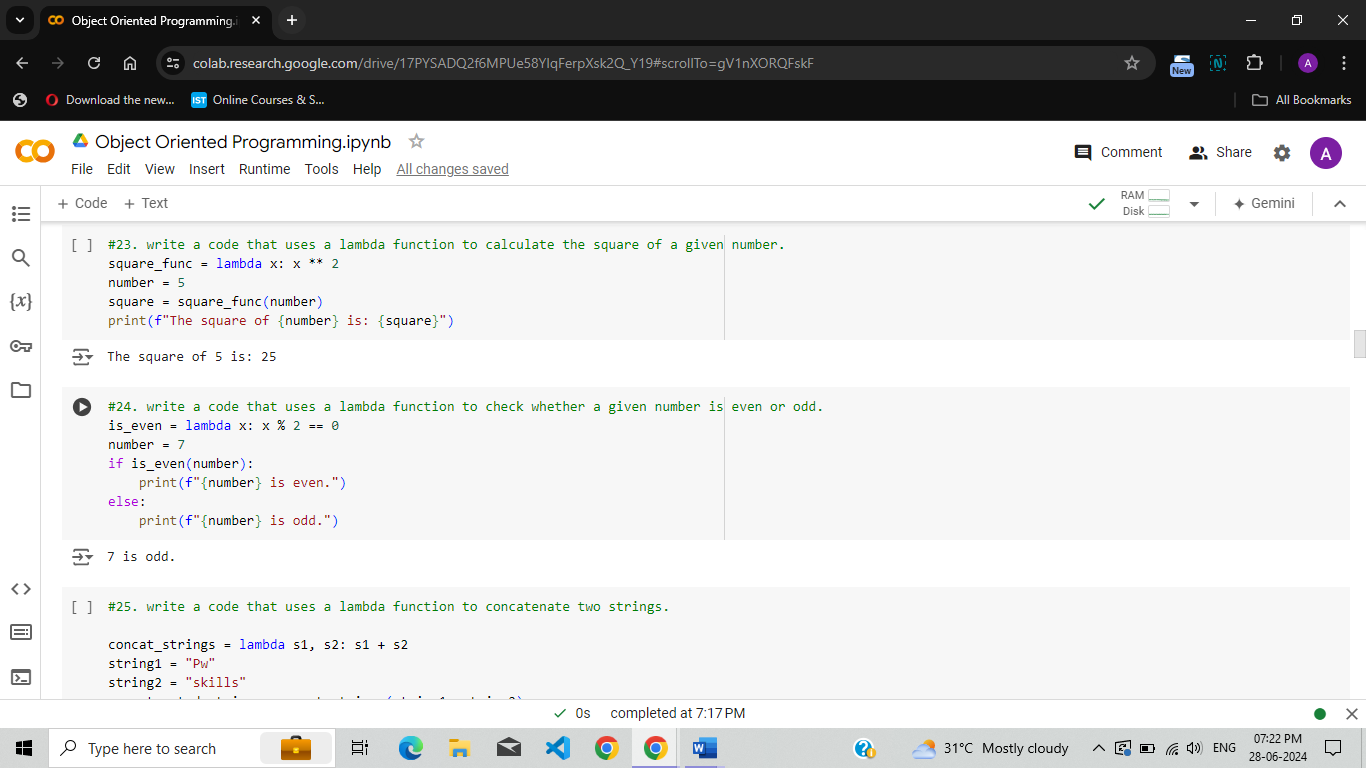 Object Oriented Programming.i
colab.research.google.com/drive/17PYSADQ2f6MPUe58YIqFerpXsk2Q_Y19#scrollTo=gV1nXORQFskF
New
N
A
Download the new...
IST
Online Courses & S...
All Bookmarks
Object Oriented Programming.ipynb
File Edit View Insert Runtime Tools Help All changes saved
Comment
Share
A
+ Code + Text
RAM
Disk
Gemini
[ ] #23. write a code that uses a lambda function to calculate the square of a given number.
square_func = lambda x: x ** 2
number = 5
square = square_func(number)
print(f"The square of {number} is: {square}")
The square of 5 is: 25
#24. write a code that uses a lambda function to check whether a given number is even or odd.
is_even = lambda x: x % 2 == 0
number = 7
if is_even(number):
    print(f"{number} is even.")
else:
    print(f"{number} is odd.")
7 is odd.
[ ] #25. write a code that uses a lambda function to concatenate two strings.
concat_strings = lambda s1, s2: s1 + s2
string1 = "Pw"
string2 = "skills"
0s completed at 7:17 PM
Type here to search
31°C Mostly cloudy
ENG
07:22 PM
28-06-2024